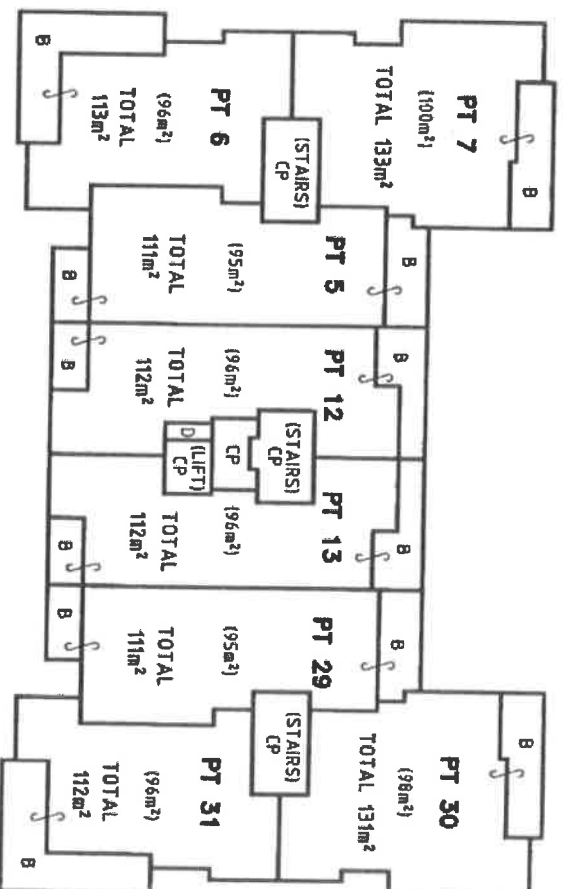 B
PT 6
(96m²)
TOTAL
113m²
PT 7
(100m²)
TOTAL 133m²
B
(STAIRS)
CP
PT 5
(95m²)
TOTAL
111m²
B
B
PT 12
(96m²)
TOTAL
112m²
B
B
(STAIRS)
CP
CP
D
(LIFT)
CP
PT 13
(96m²)
TOTAL
112m²
B
B
PT 29
(95m²)
TOTAL
111m²
B
B
(STAIRS)
CP
PT 30
(98m²)
TOTAL 131m²
B
PT 31
(96m²)
TOTAL
112m²
B